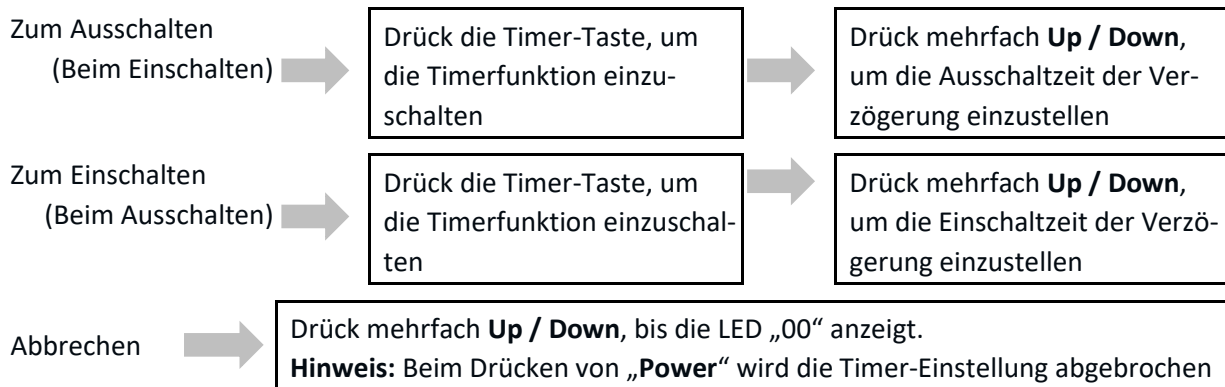 Zum Ausschalten
(Beim Einschalten)
Drück die Timer-Taste, um
die Timerfunktion einzu-
schalten
Drück mehrfach Up / Down,
um die Ausschaltzeit der Ver-
zögerung einzustellen
Zum Einschalten
(Beim Ausschalten)
Drück die Timer-Taste, um
die Timerfunktion einzuschal-
ten
Drück mehrfach Up / Down,
um die Einschaltzeit der Verzö-
gerung einzustellen
Abbrechen
Drück mehrfach Up / Down, bis die LED „00“ anzeigt.
Hinweis: Beim Drücken von „Power“ wird die Timer-Einstellung abgebrochen